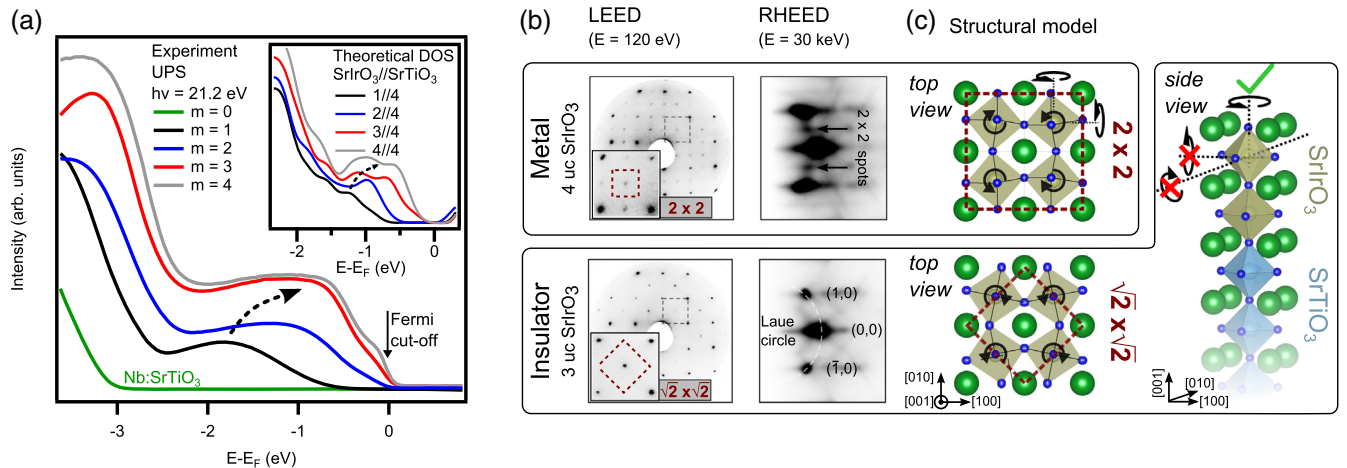 (a)
Intensity (arb. units)
Experiment
UPS
hν = 21.2 eV
m = 0
m = 1
m = 2
m = 3
m = 4
Theoretical DOS
SrIrO3//SrTiO3
1//4
2//4
3//4
4//4
-2 -1 0
E-EF (eV)
Fermi
cut-off
Nb:SrTiO3
-3 -2 -1 0
E-EF (eV)
(b)
LEED
(E = 120 eV)
RHEED
(E = 30 keV)
Metal
4 uc SrIrO3
2 x 2
2 x 2
spots
Insulator
3 uc SrIrO3
√2 x √2
Laue
circle
(1,0)
(0,0)
(1̄,0)
(c)
Structural model
top
view
2 x 2
top
view
√2 x √2
[010]
[001]
[100]
side
view
SrIrO3
SrTiO3
[001]
[010]
[100]